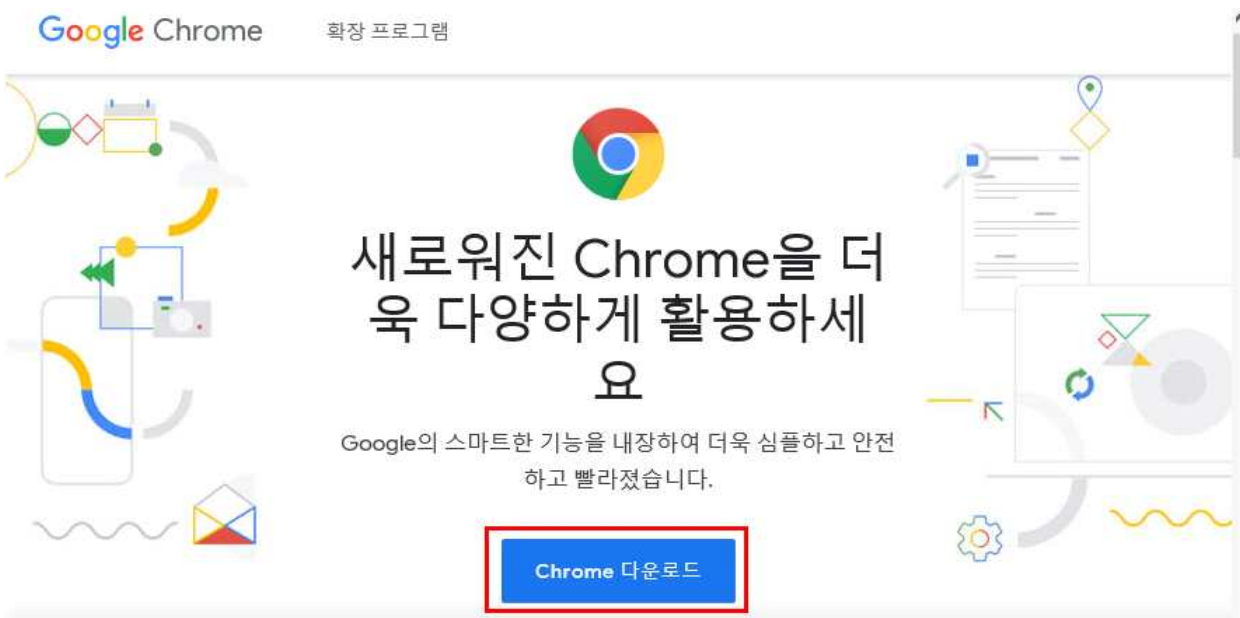 Google Chrome 확장 프로그램
새로워진 Chrome을 더
욱 다양하게 활용하세
요
Google의 스마트한 기능을 내장하여 더욱 심플하고 안전
하고 빨라졌습니다.
Chrome 다운로드